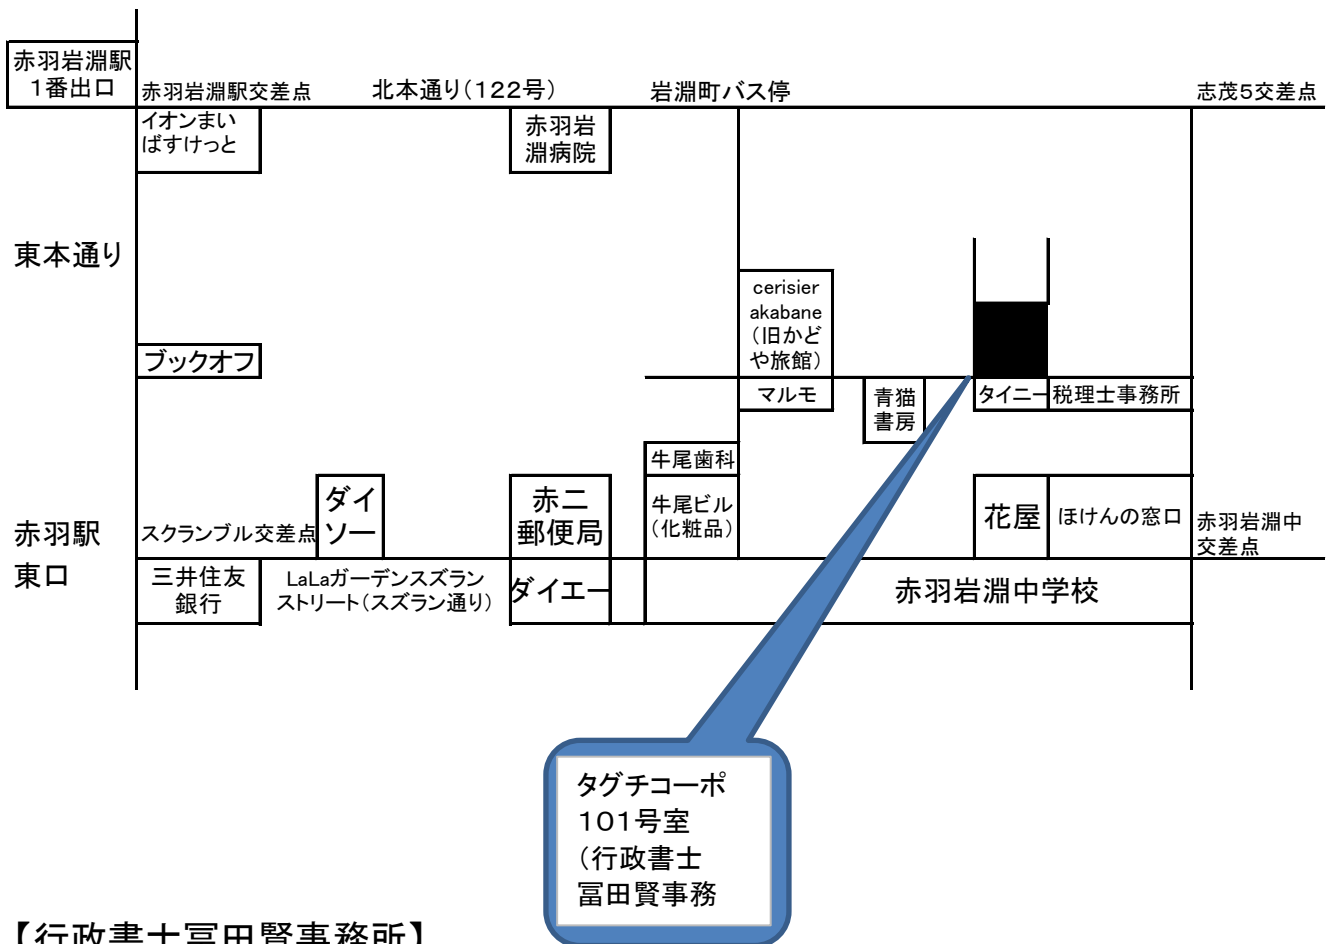 赤羽岩淵駅
1番出口
赤羽岩淵駅交差点
北本通り(122号)
岩淵町バス停
志茂5交差点
イオンまい
ばすけっと
赤羽岩
淵病院
東本通り
cerisier
akabane
(旧かど
や旅館)
ブックオフ
マルモ
青猫
書房
タイニー
税理士事務所
牛尾歯科
ダイ
ソー
赤二
郵便局
牛尾ビル
(化粧品)
花屋
ほけんの窓口
赤羽駅
東口
スクランブル交差点
赤羽岩淵中
交差点
三井住友
銀行
LaLaガーデンスズラン
ストリート(スズラン通り)
ダイエー
赤羽岩淵中学校
タグチコーポ
101号室
(行政書士
冨田賢事務
【行政書士冨田賢事務所】